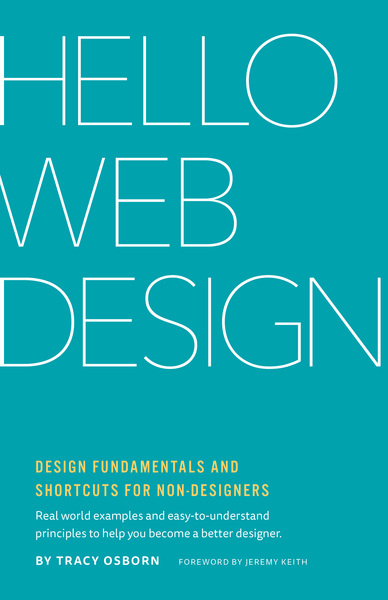 HELLO
WEB
DESIGN
DESIGN FUNDAMENTALS AND
SHORTCUTS FOR NON-DESIGNERS
Real world examples and easy-to-understand
principles to help you become a better designer.
BY TRACY OSBORN FOREWORD BY JEREMY KEITH